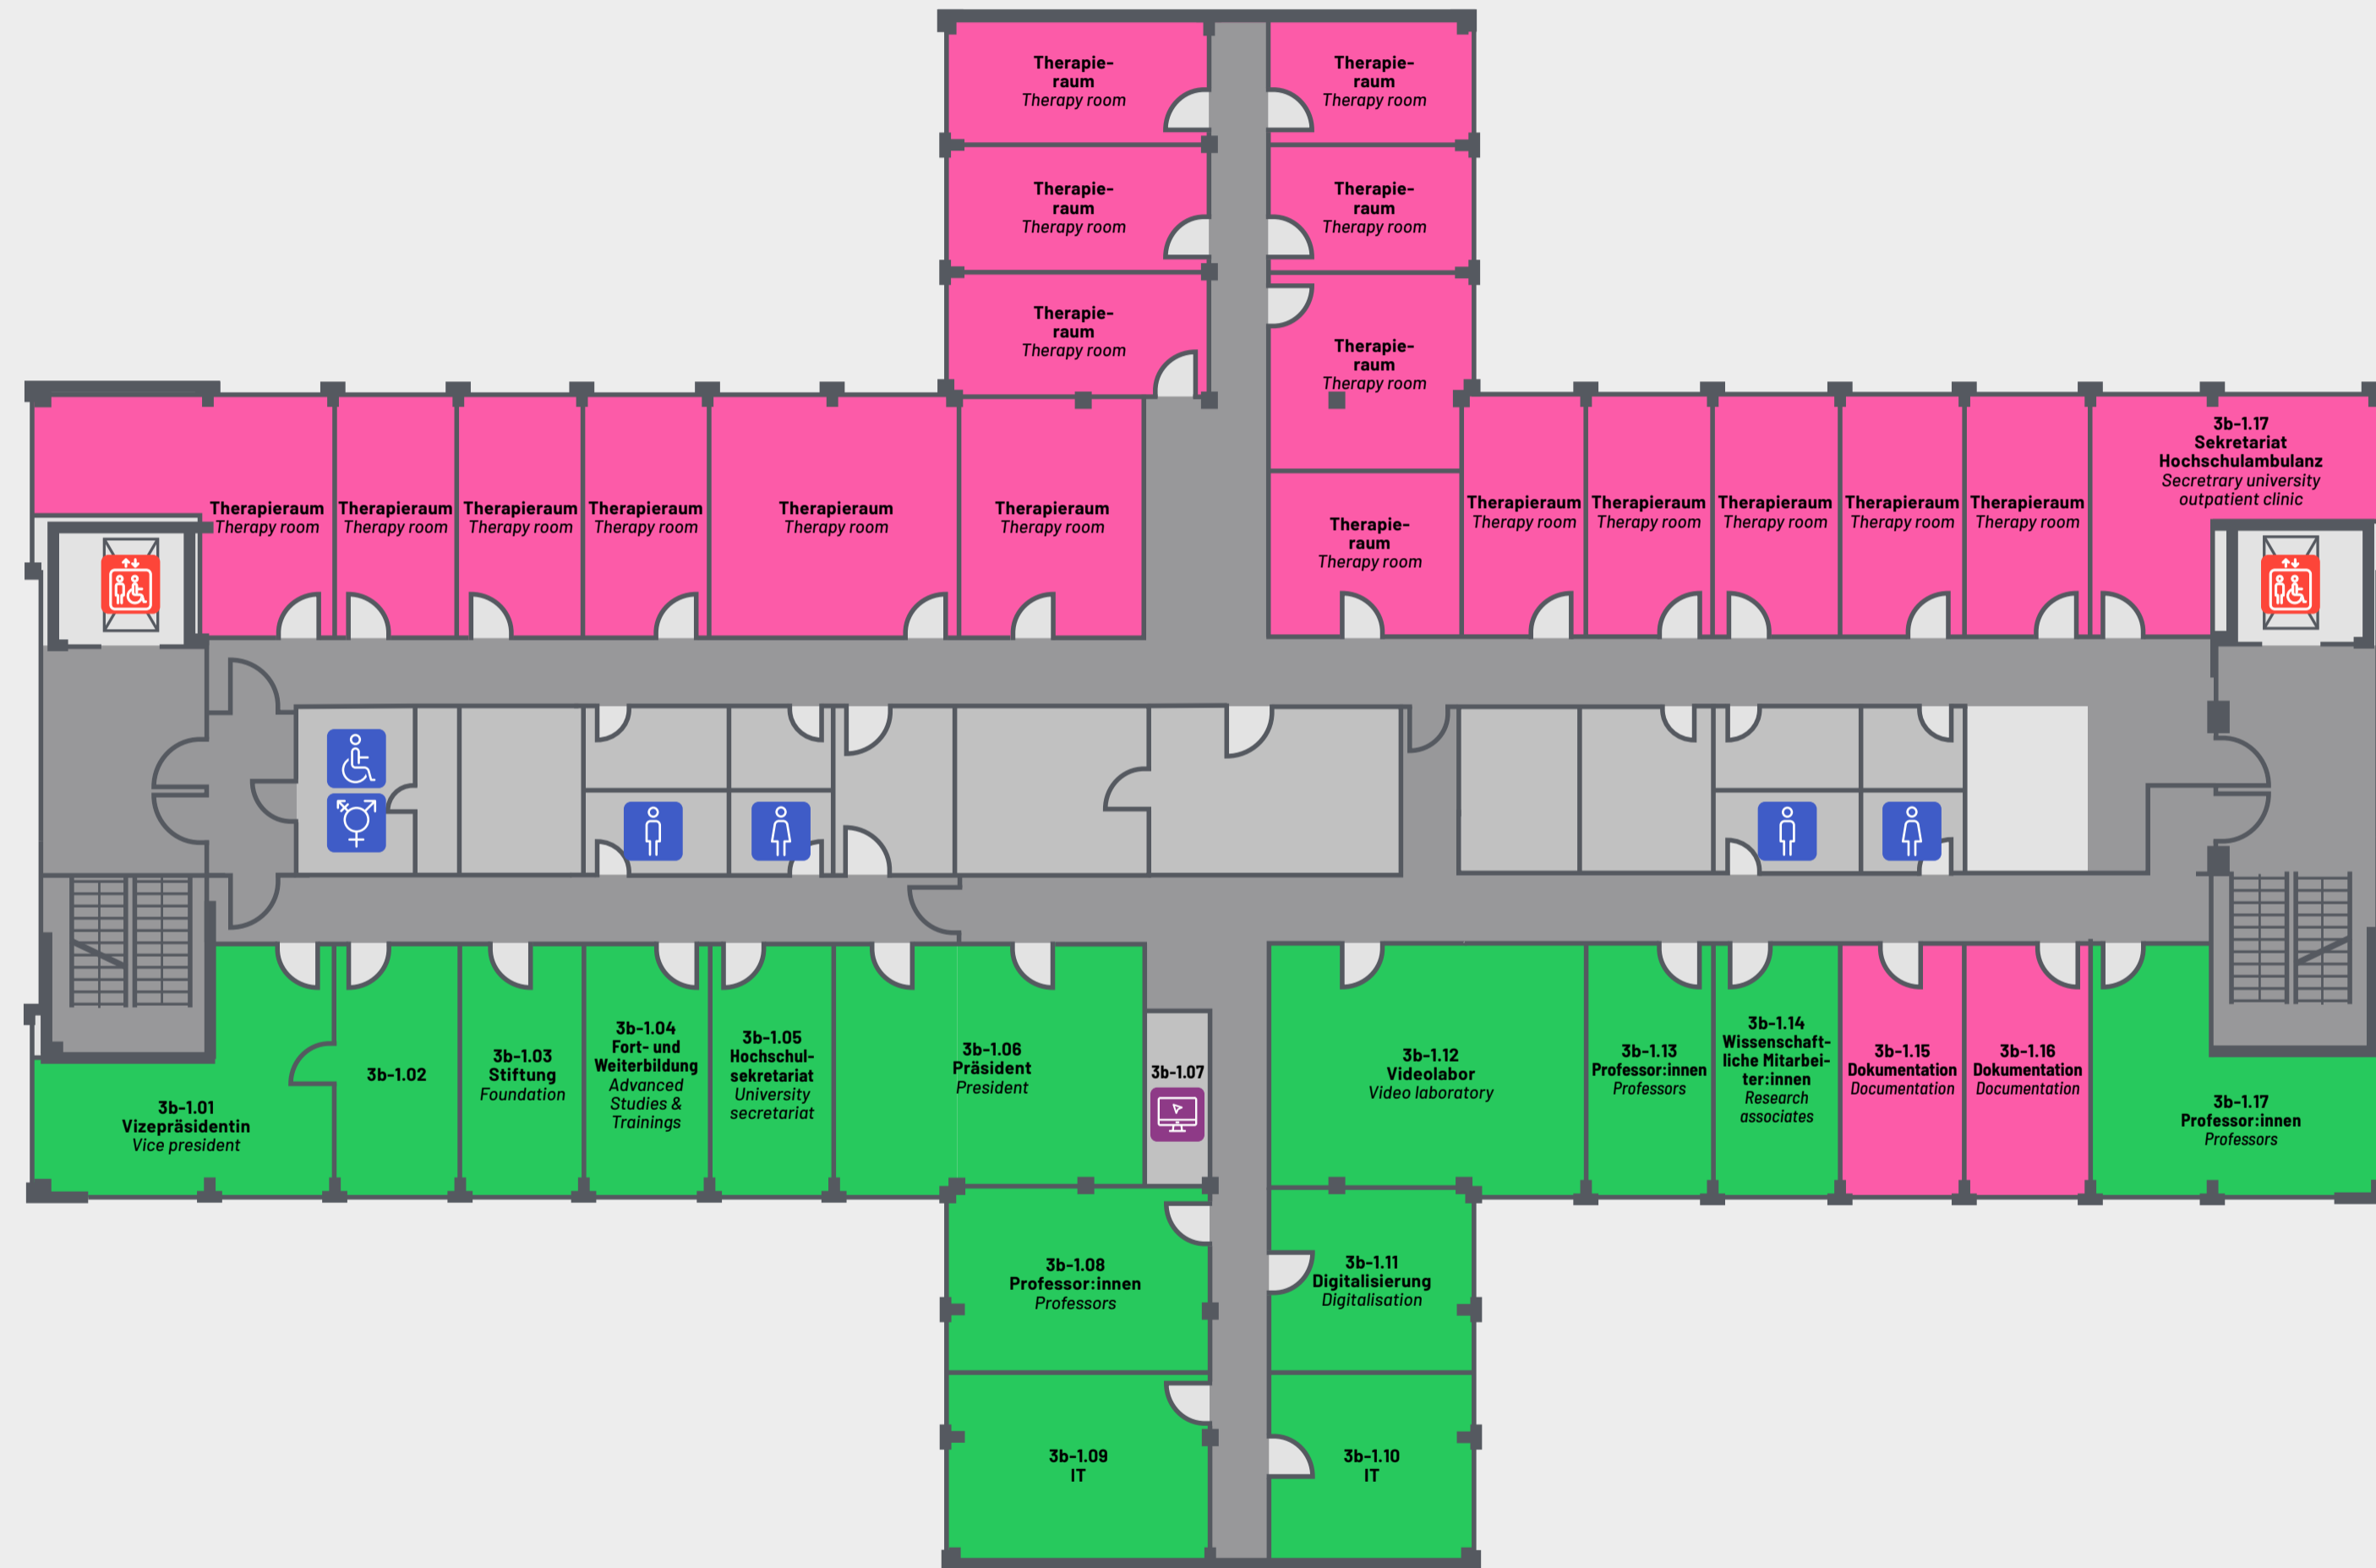 Therapie-
raum
Therapy room
Therapie-
raum
Therapy room
Therapie-
raum
Therapy room
Therapie-
raum
Therapy room
Therapie-
raum
Therapy room
Therapie-
raum
Therapy room
Therapieraum
Therapy room
Therapieraum
Therapy room
Therapieraum
Therapy room
Therapieraum
Therapy room
Therapieraum
Therapy room
Therapieraum
Therapy room
Therapie-
raum
Therapy room
Therapieraum
Therapy room
Therapieraum
Therapy room
Therapieraum
Therapy room
Therapieraum
Therapy room
Therapieraum
Therapy room
3b-1.17
Sekretariat
Hochschulambulanz
Secretrary university
outpatient clinic
3b-1.01
Vizepräsidentin
Vice president
3b-1.02
3b-1.03
Stiftung
Foundation
3b-1.04
Fort- und
Weiterbildung
Advanced
Studies &
Trainings
3b-1.05
Hochschul-
sekretariat
University
secretariat
3b-1.06
Präsident
President
3b-1.07
3b-1.12
Videolabor
Video laboratory
3b-1.13
Professor:innen
Professors
3b-1.14
Wissenschaft-
liche Mitarbei-
ter:innen
Research
associates
3b-1.15
Dokumentation
Documentation
3b-1.16
Dokumentation
Documentation
3b-1.17
Professor:innen
Professors
3b-1.08
Professor:innen
Professors
3b-1.11
Digitalisierung
Digitalisation
3b-1.09
IT
3b-1.10
IT